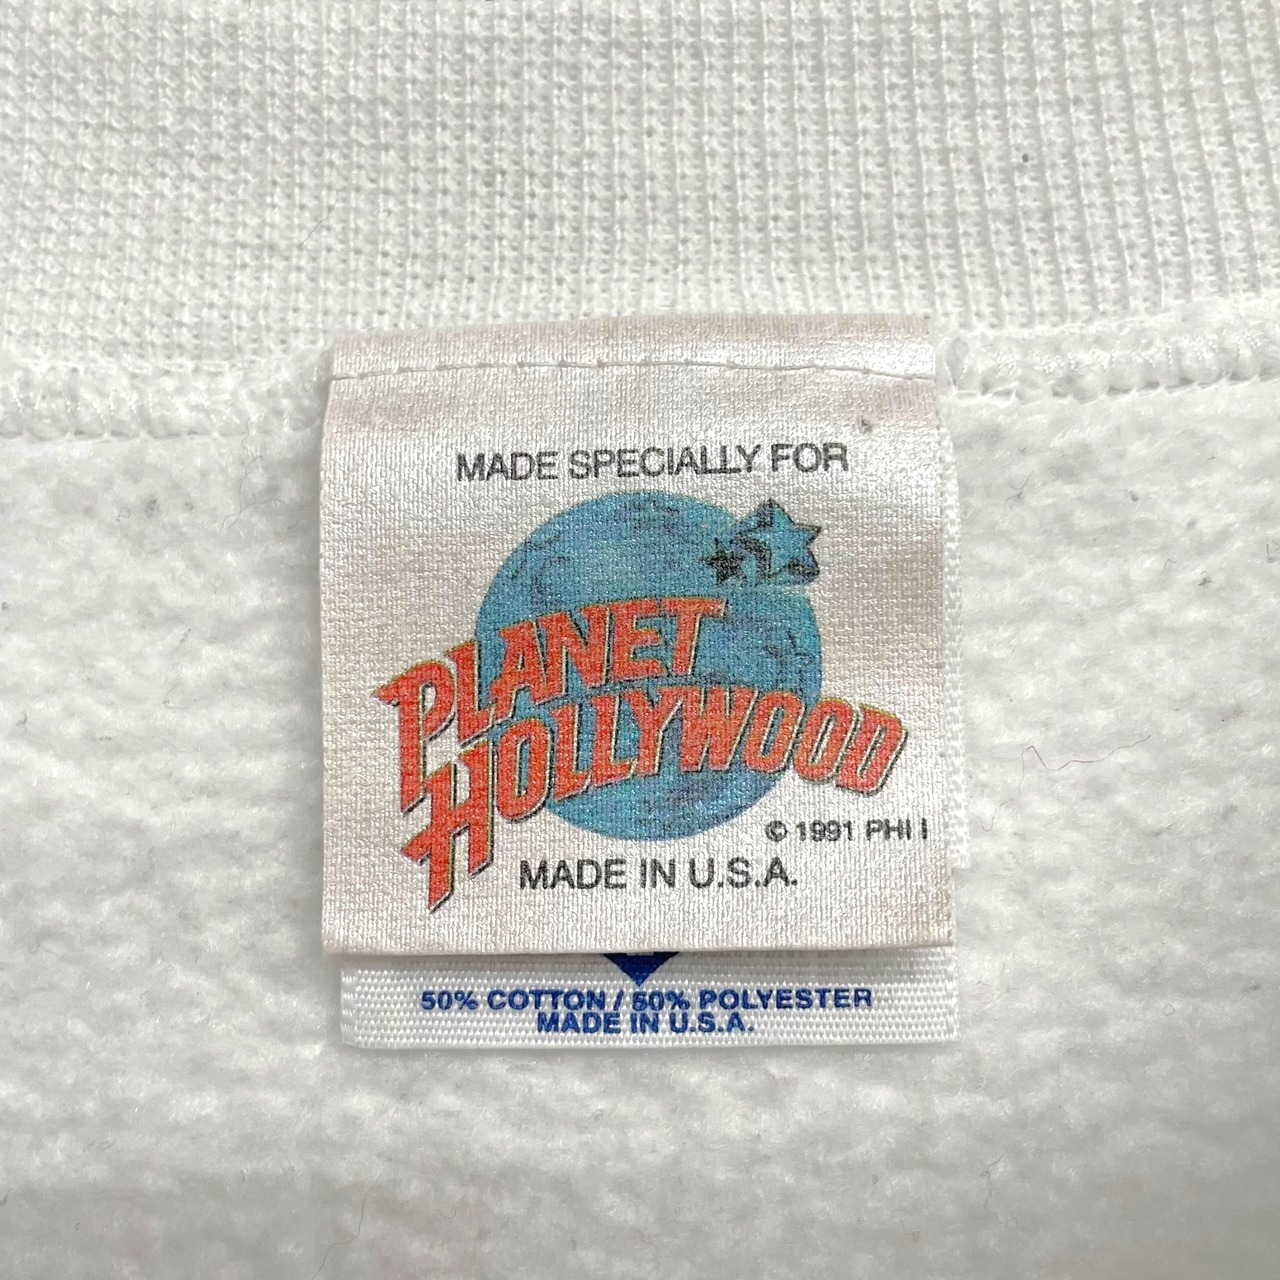 MADE SPECIALLY FOR
PLANET
HOLLYWOOD
© 1991 PHI I
MADE IN U.S.A.
50% COTTON / 50% POLYESTER
MADE IN U.S.A.